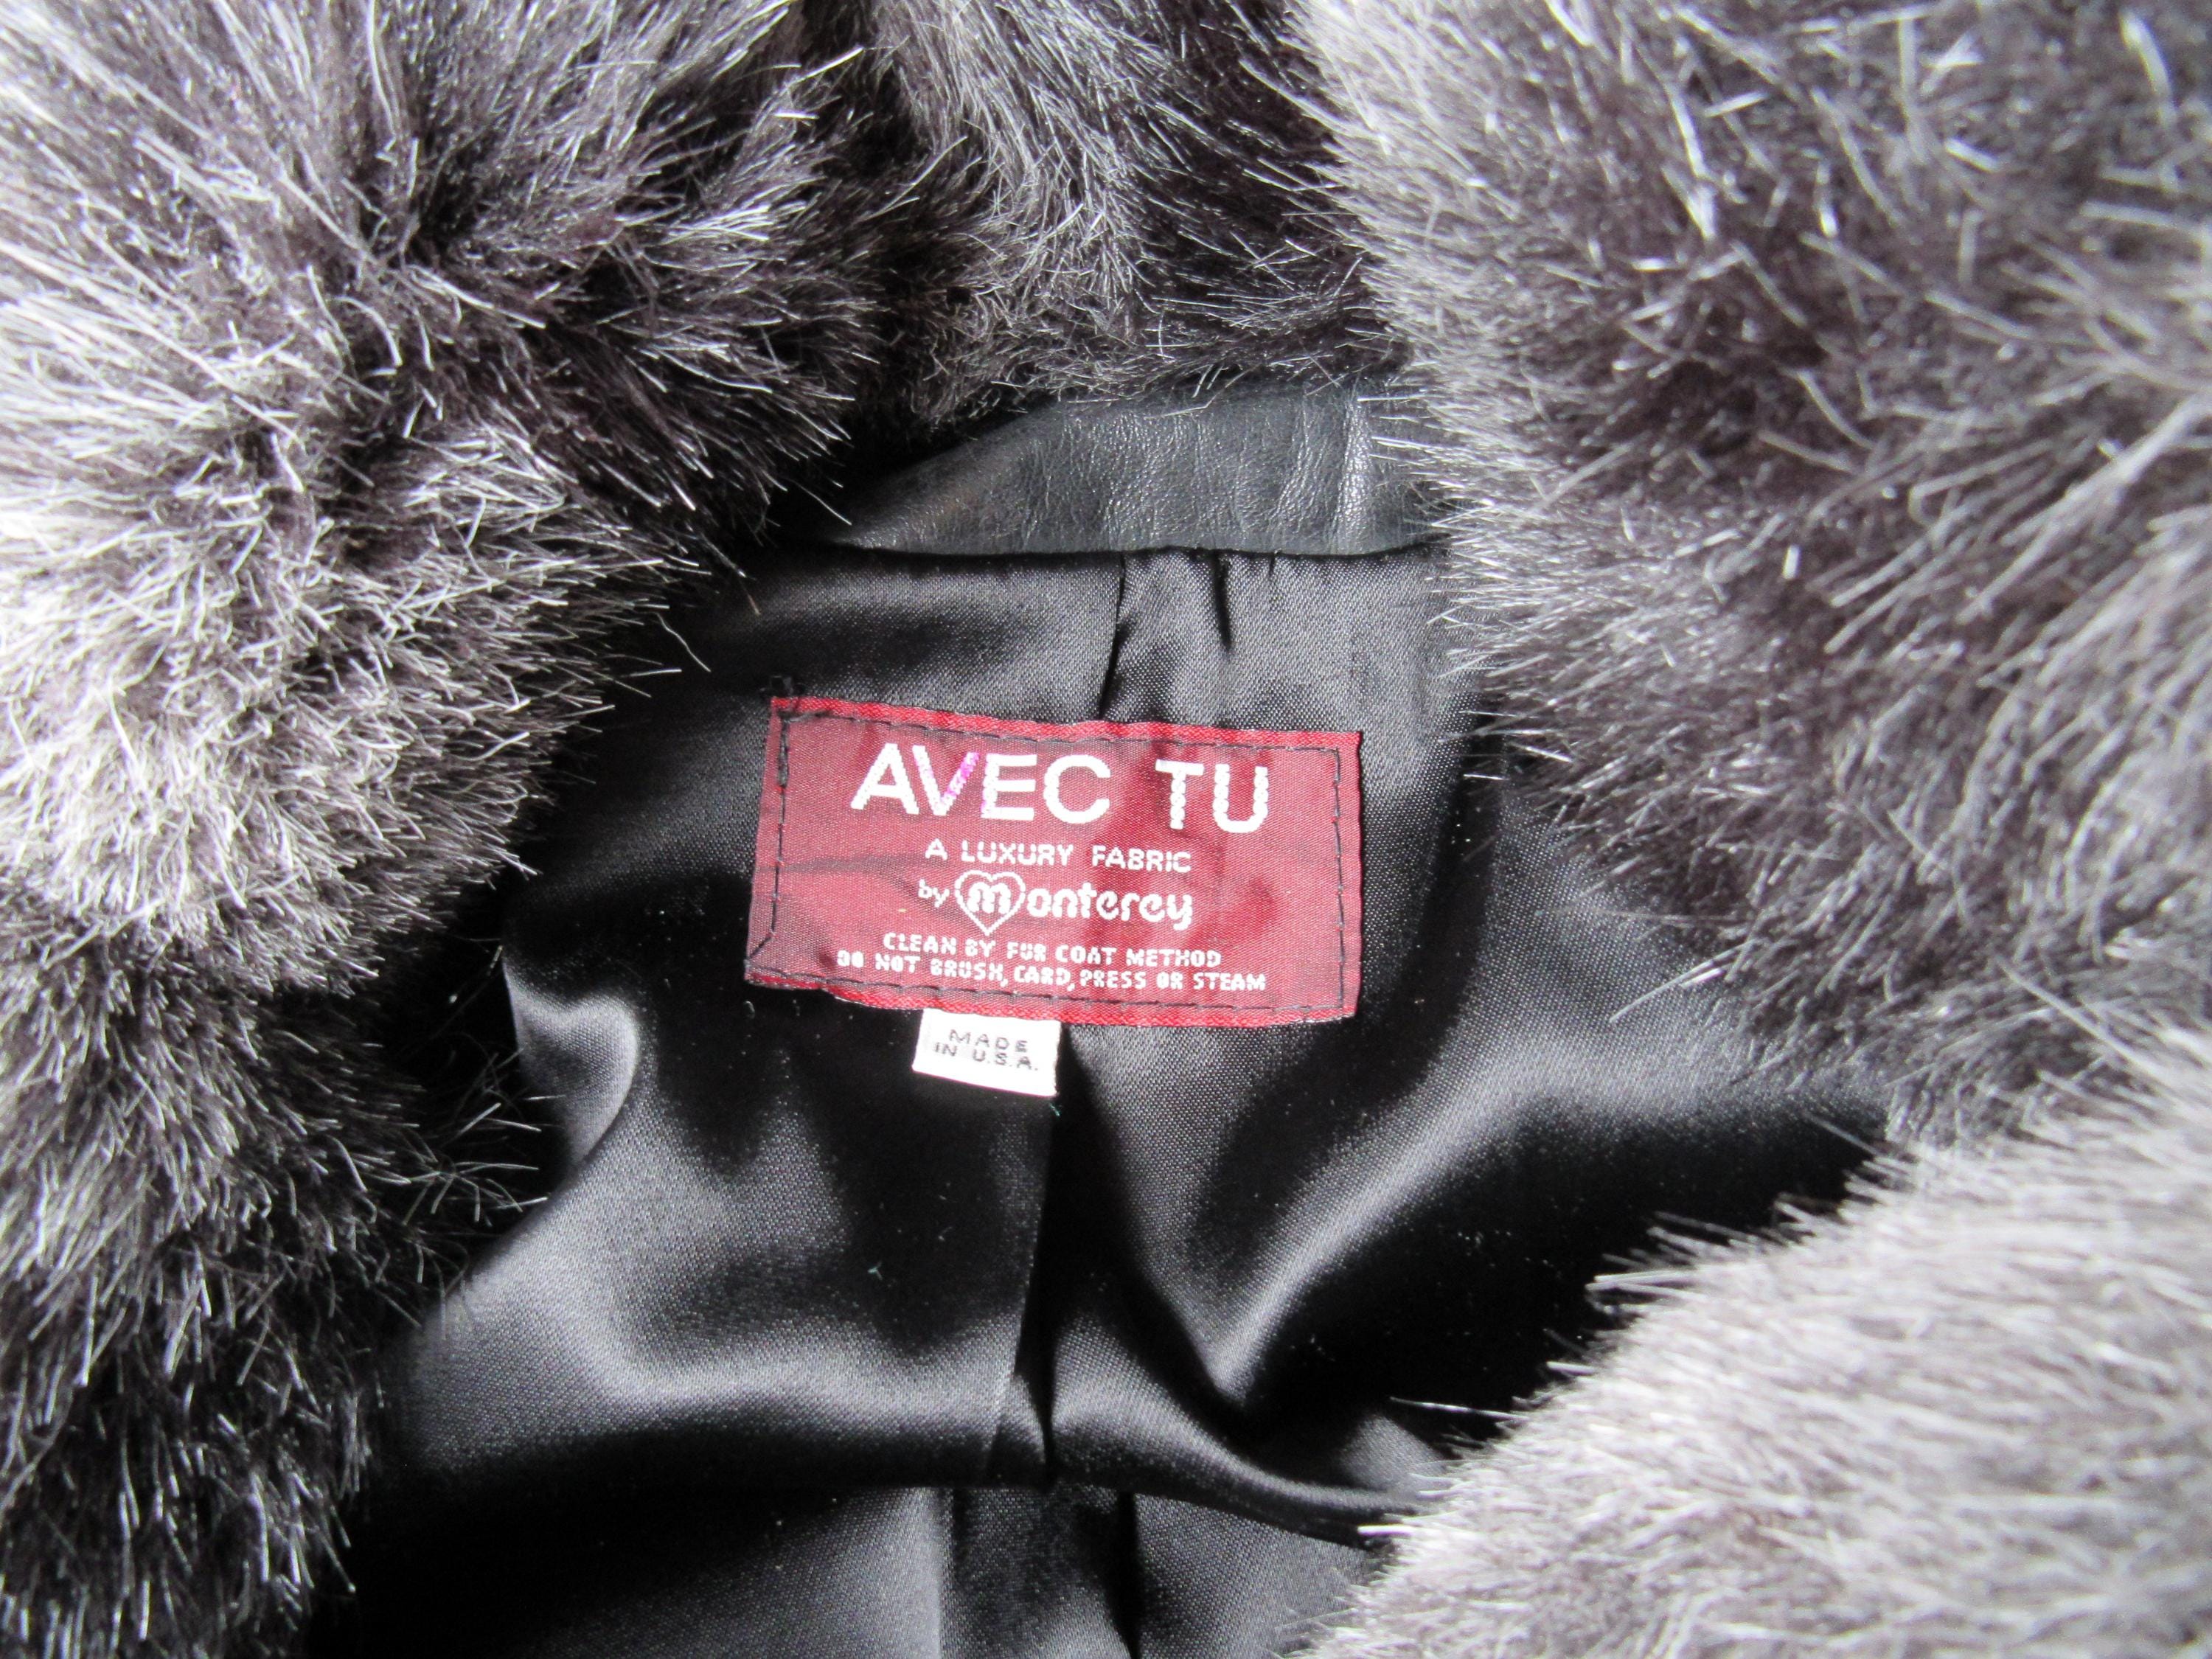 AVEC TU
A LUXURY FABRIC
by Monterey
CLEAN BY FUR COAT METHOD
DO NOT BRUSH, CARD, PRESS OR STEAM
MADE
IN U.S.A.